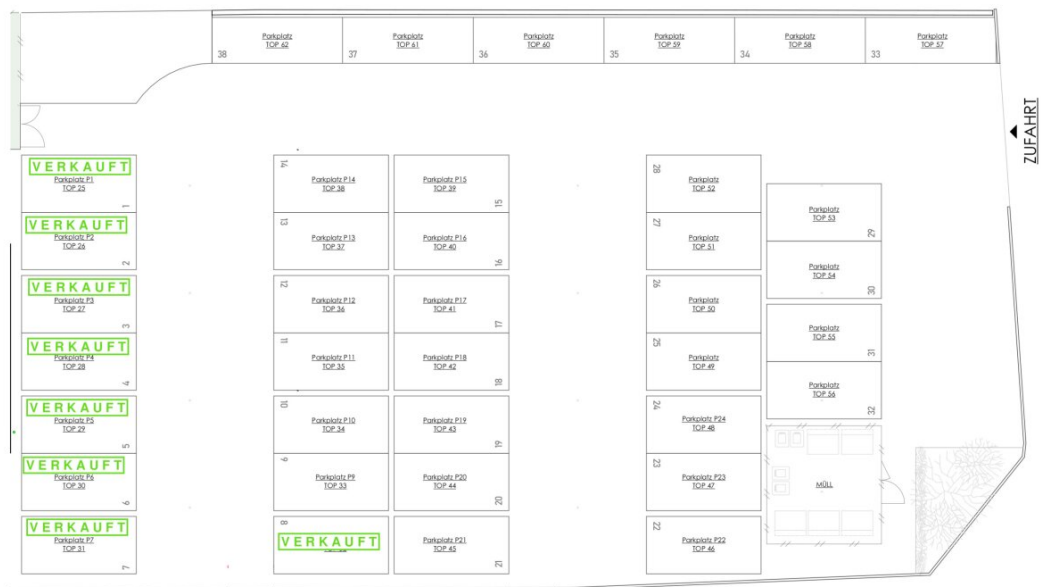 Parkplatz
TOP 62
38
Parkplatz
TOP 61
37
Parkplatz
TOP 60
36
Parkplatz
TOP 59
35
Parkplatz
TOP 58
34
Parkplatz
TOP 57
33
ZUFAHRT
VERKAUFT
Parkplatz P1
TOP 25
1
VERKAUFT
Parkplatz P2
TOP 26
2
VERKAUFT
Parkplatz P3
TOP 27
3
VERKAUFT
Parkplatz P4
TOP 28
4
VERKAUFT
Parkplatz P5
TOP 29
5
VERKAUFT
Parkplatz P6
TOP 30
6
VERKAUFT
Parkplatz P7
TOP 31
7
14
Parkplatz P14
TOP 38
13
Parkplatz P13
TOP 37
12
Parkplatz P12
TOP 36
11
Parkplatz P11
TOP 35
10
Parkplatz P10
TOP 34
9
Parkplatz P9
TOP 33
8
VERKAUFT
Parkplatz P15
TOP 39
15
Parkplatz P16
TOP 40
16
Parkplatz P17
TOP 41
17
Parkplatz P18
TOP 42
18
Parkplatz P19
TOP 43
19
Parkplatz P20
TOP 44
20
Parkplatz P21
TOP 45
21
28
Parkplatz
TOP 52
27
Parkplatz
TOP 51
26
Parkplatz
TOP 50
25
Parkplatz
TOP 49
24
Parkplatz P24
TOP 48
23
Parkplatz P23
TOP 47
22
Parkplatz P22
TOP 46
Parkplatz
TOP 53
29
Parkplatz
TOP 54
30
Parkplatz
TOP 55
31
Parkplatz
TOP 56
32
MÜLL